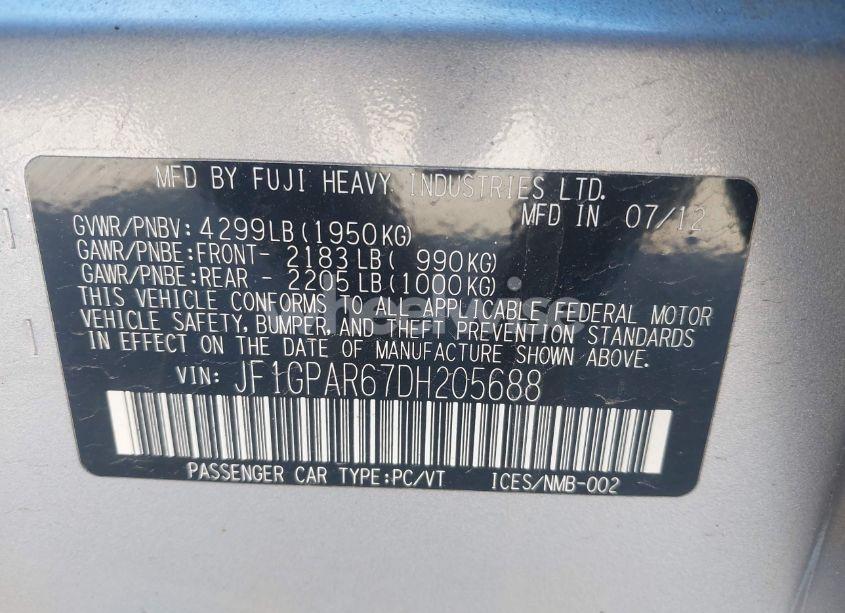 MFD BY FUJI HEAVY INDUSTRIES LTD.
MFD IN 07/12
GVWR/PNBV: 4299LB(1950KG)
GAWR/PNBE:FRONT- 2183LB( 990KG)
GAWR/PNBE:REAR - 2205LB(1000KG)
THIS VEHICLE CONFORMS TO ALL APPLICABLE FEDERAL MOTOR
VEHICLE SAFETY, BUMPER, AND THEFT PREVENTION STANDARDS
IN EFFECT ON THE DATE OF MANUFACTURE SHOWN ABOVE.
VIN: JF1GPAR67DH205688
PASSENGER CAR TYPE:PC/VT ICES/NMB-002